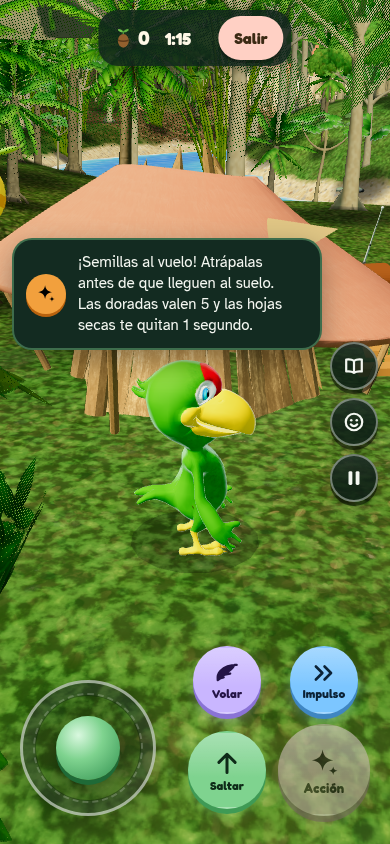 0 1:15 Salir
¡Semillas al vuelo! Atrápalas
antes de que lleguen al suelo.
Las doradas valen 5 y las hojas
secas te quitan 1 segundo.
Volar Impulso
Saltar Acción